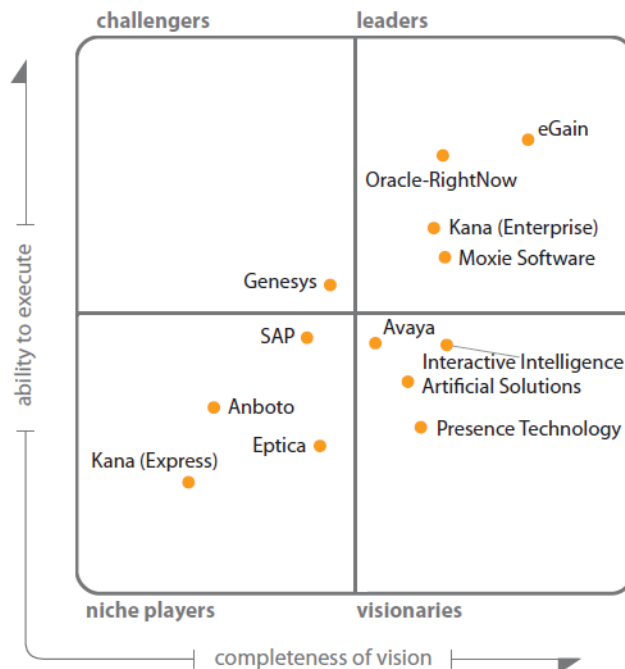 challengers
leaders
eGain
Oracle-RightNow
Kana (Enterprise)
Moxie Software
Genesys
SAP
Avaya
Interactive Intelligence
Artificial Solutions
Anboto
Presence Technology
Eptica
Kana (Express)
niche players
visionaries
ability to execute
completeness of vision